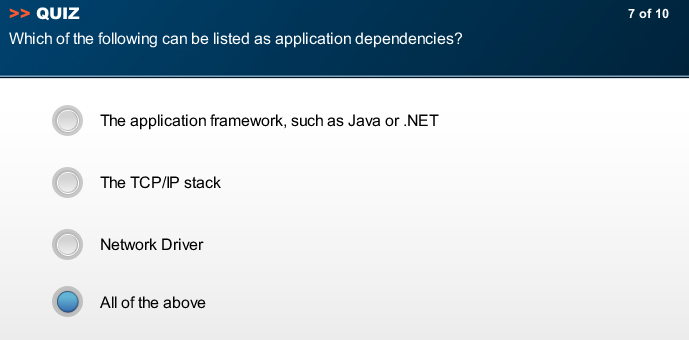 >> QUIZ
7 of 10
Which of the following can be listed as application dependencies?
The application framework, such as Java or .NET
The TCP/IP stack
Network Driver
All of the above